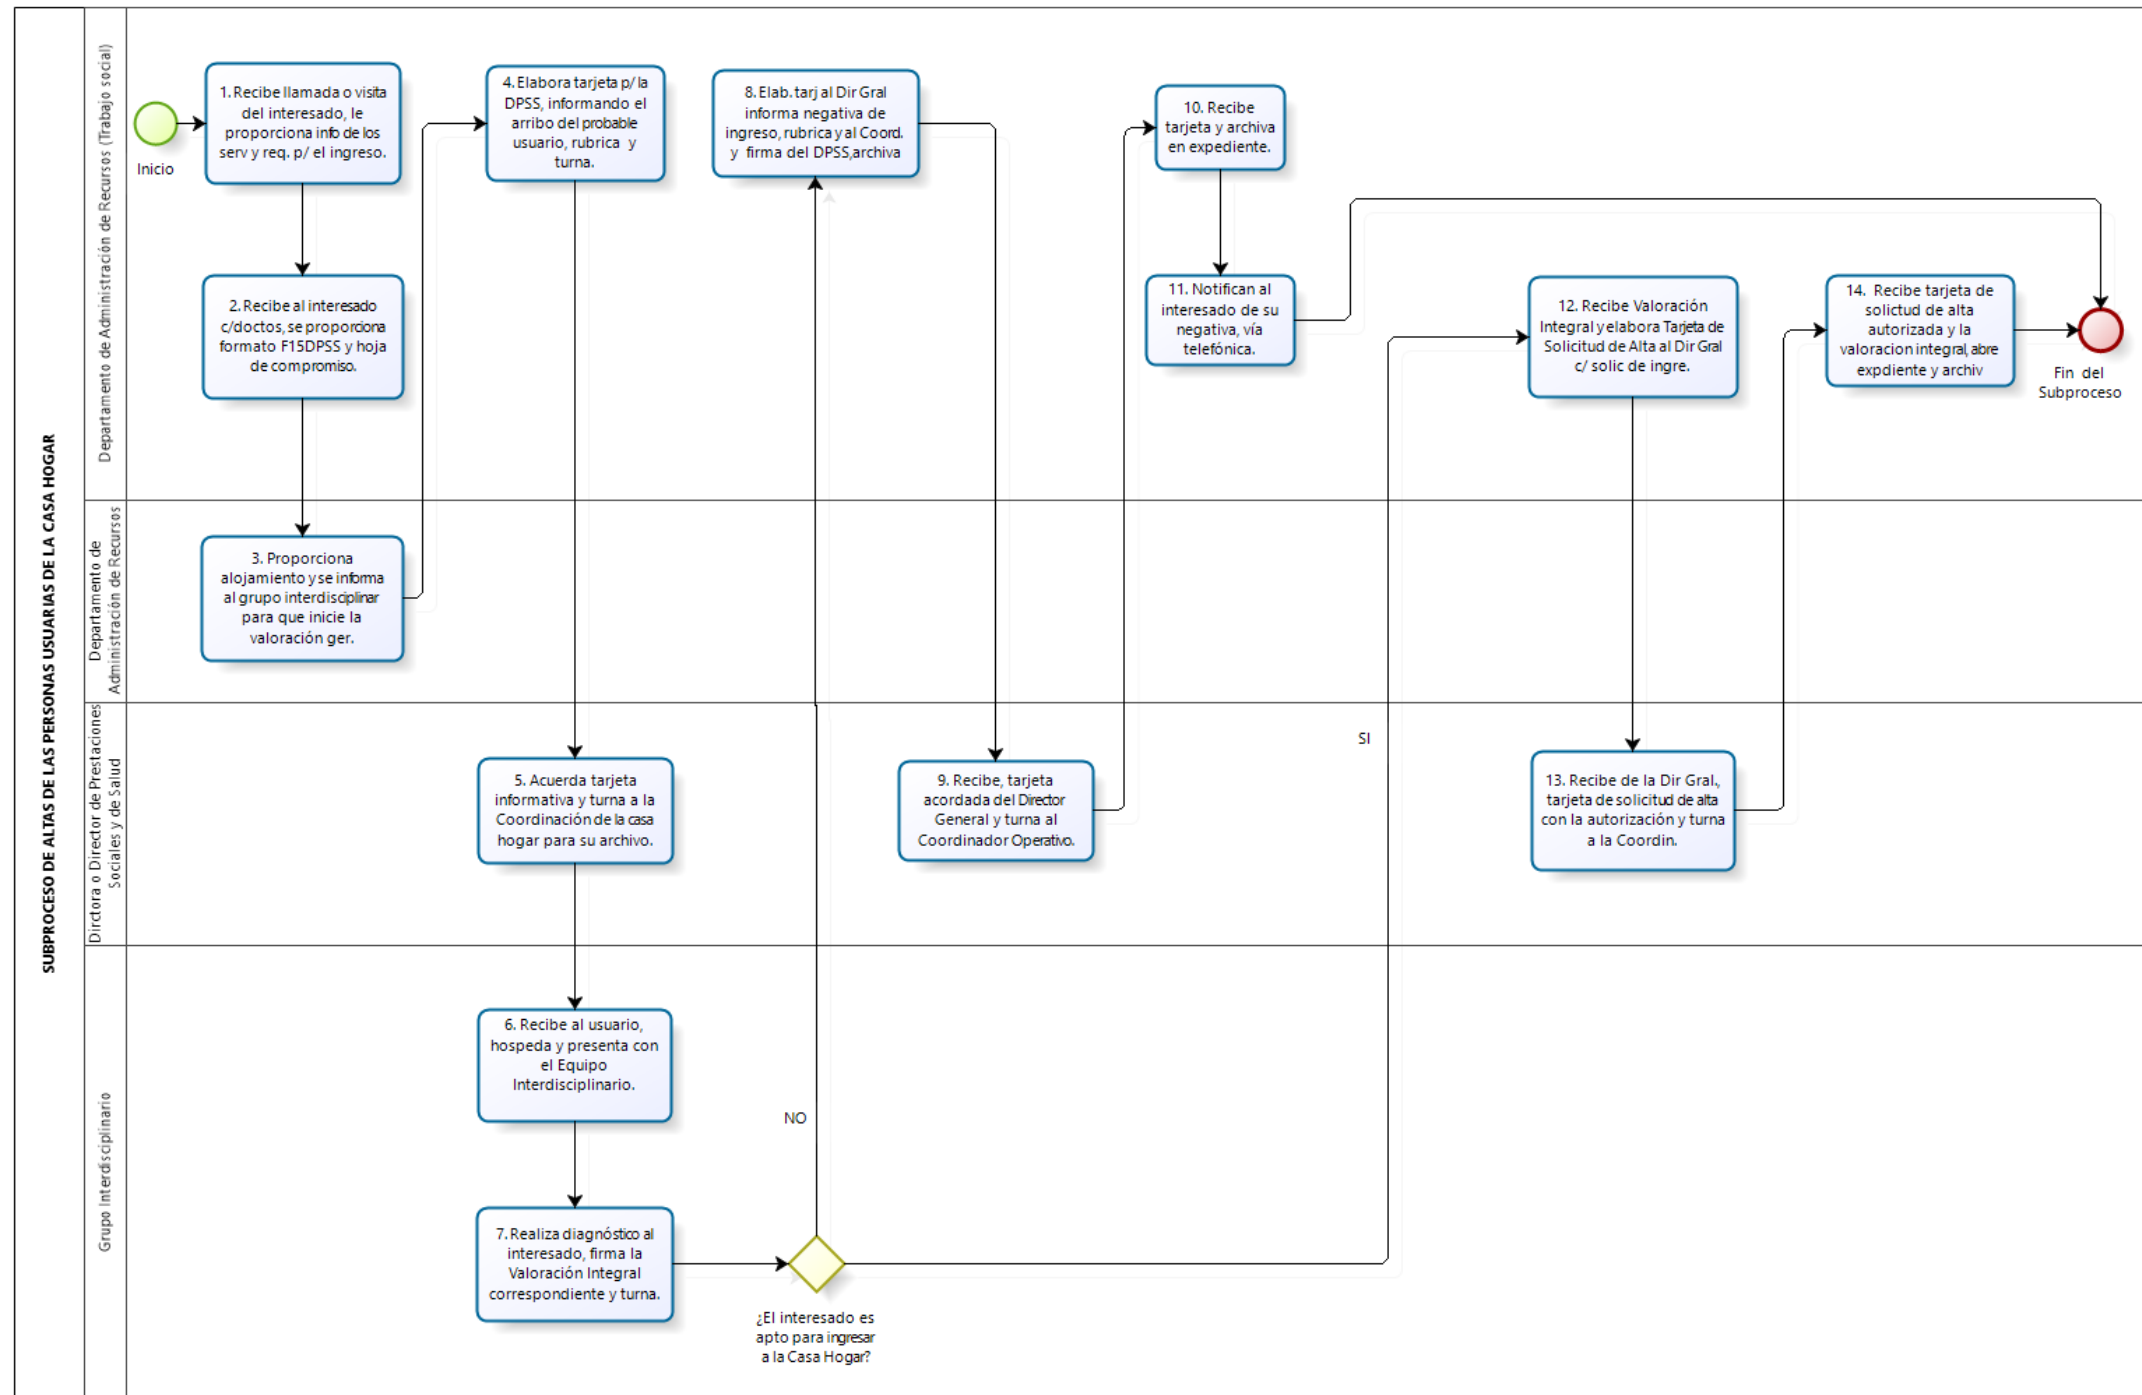 SUBPROCESO DE ALTAS DE LAS PERSONAS USUARIAS DE LA CASA HOGAR
Departamento de Administración de Recursos (Trabajo social)
Inicio
1. Recibe llamada o visita
del interesado, le
proporciona info de los
serv y req. p/ el ingreso.
2. Recibe al interesado
c/doctos, se proporciona
formato F15DPSS y hoja
de compromiso.
4. Elabora tarjeta p/ la
DPSS, informando el
arribo del probable
usuario, rubrica y
turna.
8. Elab. tarj al Dir Gral
informa negativa de
ingreso, rubrica y al Coord.
y firma del DPSS,archiva
10. Recibe
tarjeta y archiva
en expediente.
11. Notifican al
interesado de su
negativa, vía
telefónica.
12. Recibe Valoración
Integral y elabora Tarjeta de
Solicitud de Alta al Dir Gral
c/ solic de ingre.
14. Recibe tarjeta de
solicitud de alta
autorizada y la
valoracion integral, abre
expdiente y archiv
Fin del
Subproceso
Departamento de
Administración de Recursos
3. Proporciona
alojamiento y se informa
al grupo interdisciplinar
para que inicie la
valoración ger.
Dirctora o Director de Prestaciones
Sociales y de Salud
5. Acuerda tarjeta
informativa y turna a la
Coordinación de la casa
hogar para su archivo.
9. Recibe, tarjeta
acordada del Director
General y turna al
Coordinador Operativo.
SI
13. Recibe de la Dir Gral.,
tarjeta de solicitud de alta
con la autorización y turna
a la Coordin.
Grupo Interdisciplinario
6. Recibe al usuario,
hospeda y presenta con
el Equipo
Interdisciplinario.
NO
7. Realiza diagnóstico al
interesado, firma la
Valoración Integral
correspondiente y turna.
¿El interesado es
apto para ingresar
a la Casa Hogar?